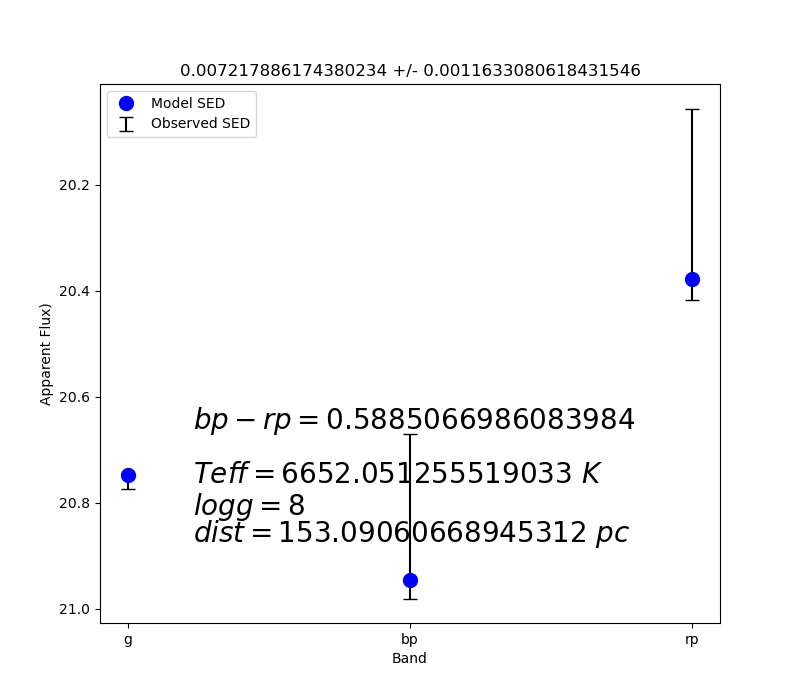 0.007217886174380234 +/- 0.0011633080618431546
Model SED
Observed SED
20.2
20.4
20.6
20.8
21.0
Apparent Flux)
bp − rp = 0.5885066986083984
Teff = 6652.051255519033 K
logg = 8
dist = 153.09060668945312 pc
g
bp
rp
Band